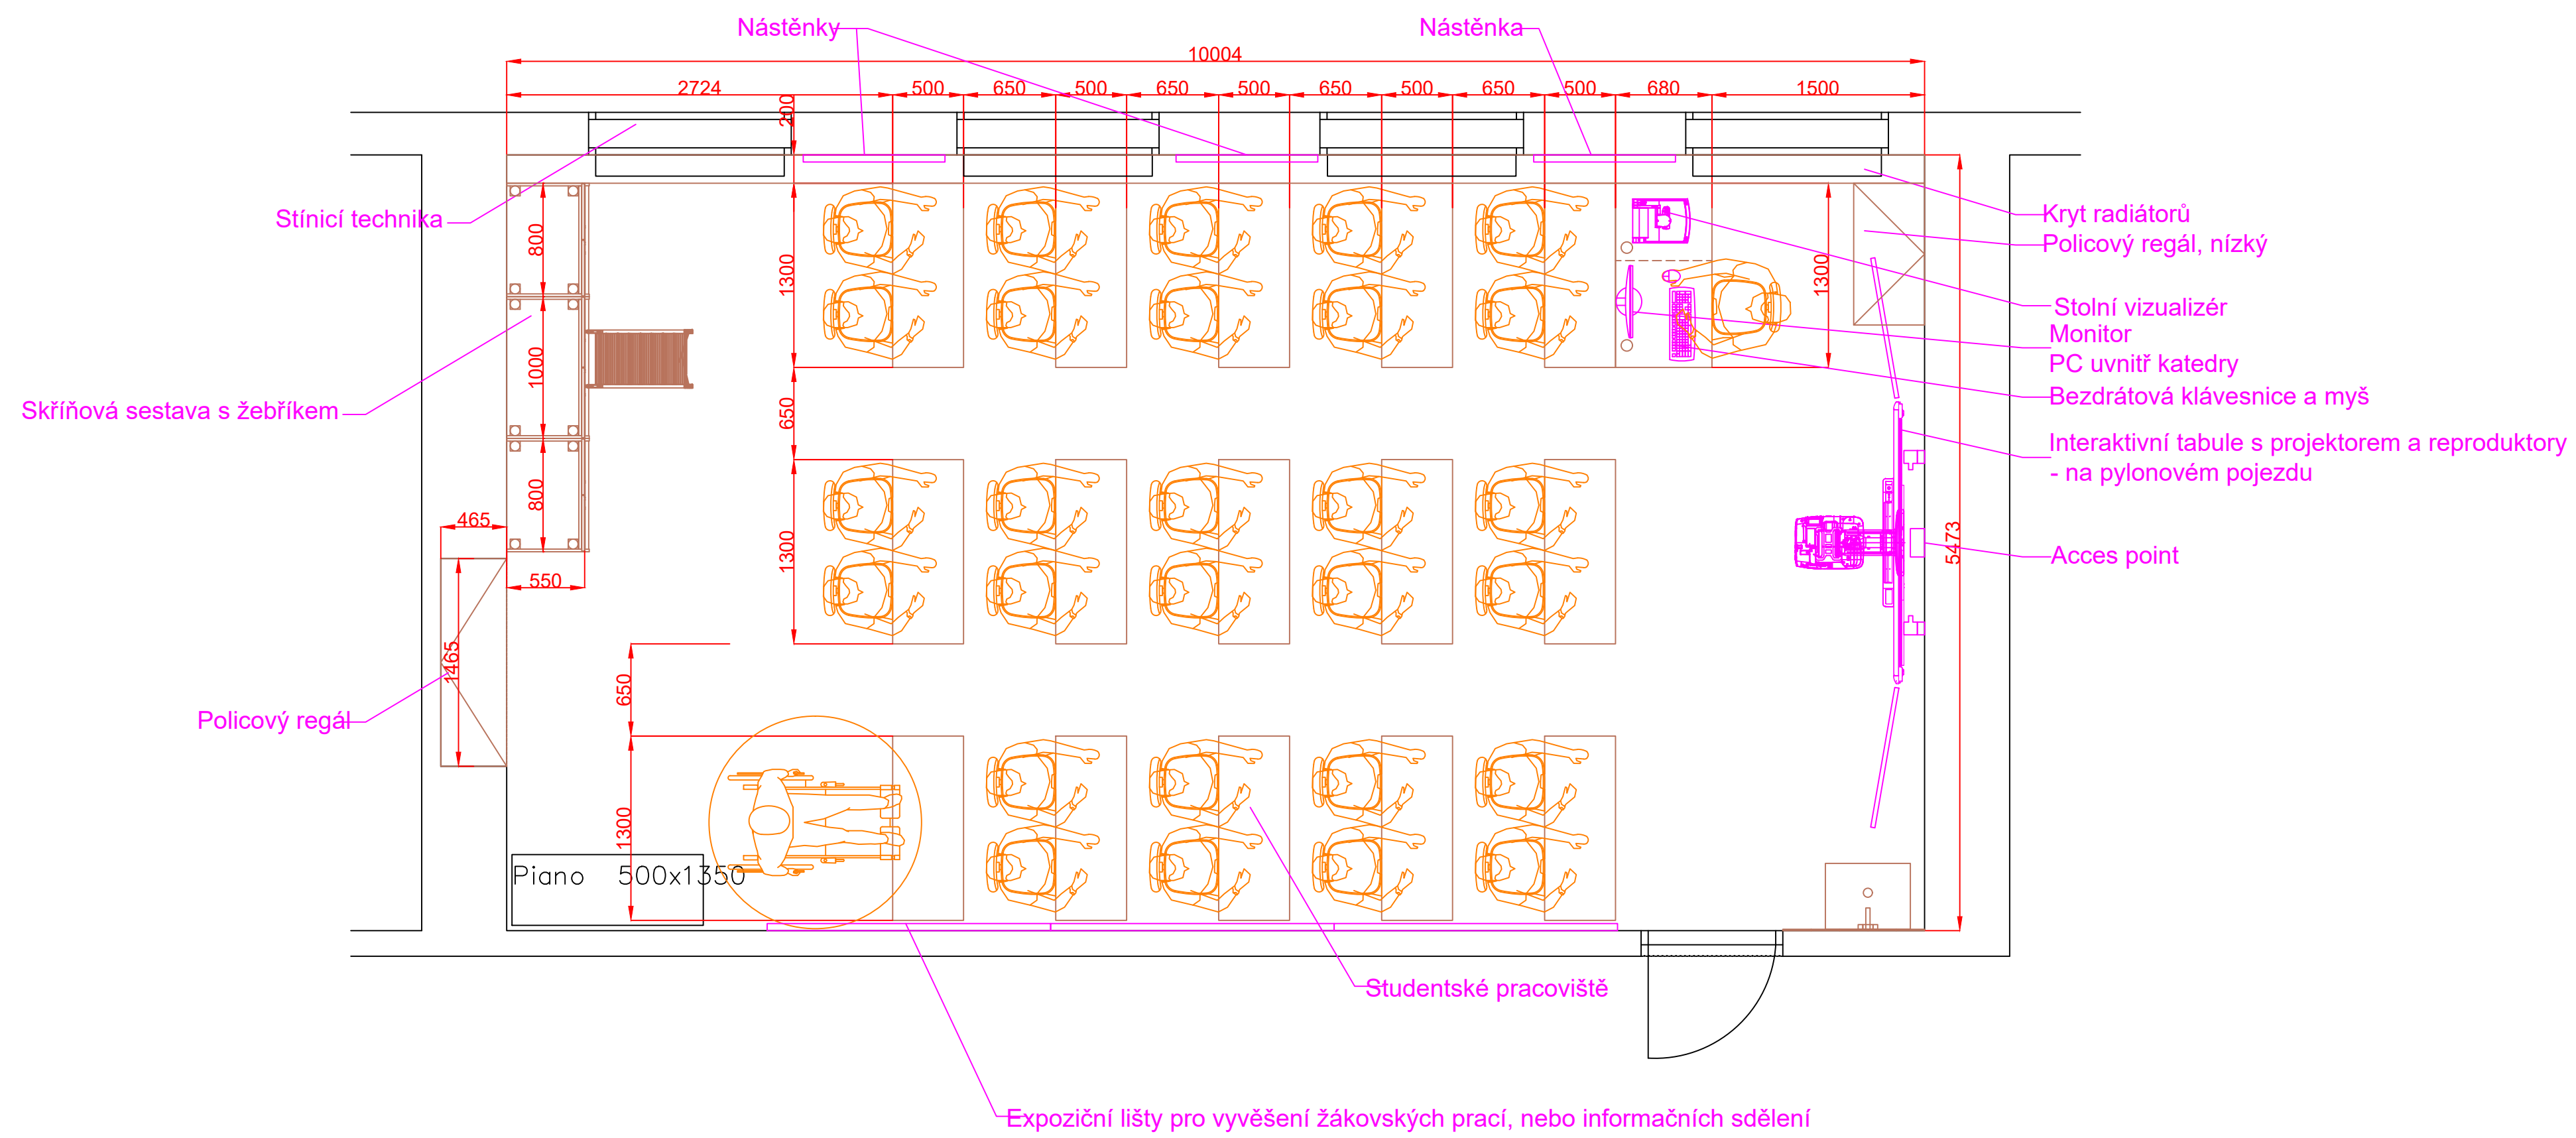 Nástěnky
Nástěnka
10004
2724
500
650
500
650
500
650
500
650
500
680
1500
200
Stínicí technika
Kryt radiátorů
Policový regál, nízký
800
1300
1300
Stolní vizualizér
Monitor
PC uvnitř katedry
Bezdrátová klávesnice a myš
1000
Skříňová sestava s žebříkem
650
Interaktivní tabule s projektorem a reproduktory
- na pylonovém pojezdu
800
465
1300
5473
Acces point
550
1465
650
Policový regál
1300
Piano 500x1350
Studentské pracoviště
Expoziční lišty pro vyvěšení žákovských prací, nebo informačních sdělení